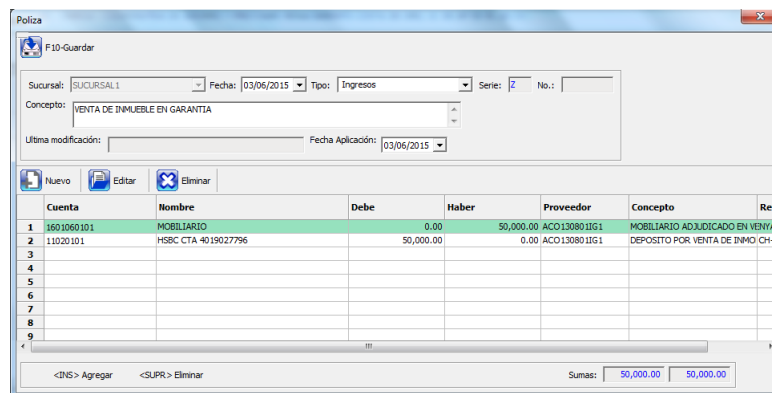 Poliza
F10-Guardar
Sucursal: SUCURSAL1 Fecha: 03/06/2015 Tipo: Ingresos Serie: Z No.:
Concepto: VENTA DE INMUEBLE EN GARANTIA
Ultima modificación: Fecha Aplicación: 03/06/2015
Nuevo Editar Eliminar
Cuenta Nombre Debe Haber Proveedor Concepto Re
1 1601060101 MOBILIARIO 0.00 50,000.00 ACO130801IG1 MOBILIARIO ADJUDICADO EN VENYA
2 11020101 HSBC CTA 4019027796 50,000.00 0.00 ACO130801IG1 DEPOSITO POR VENTA DE INMO CH-
3
4
5
6
7
8
9
<INS> Agregar <SUPR> Eliminar Sumas: 50,000.00 50,000.00